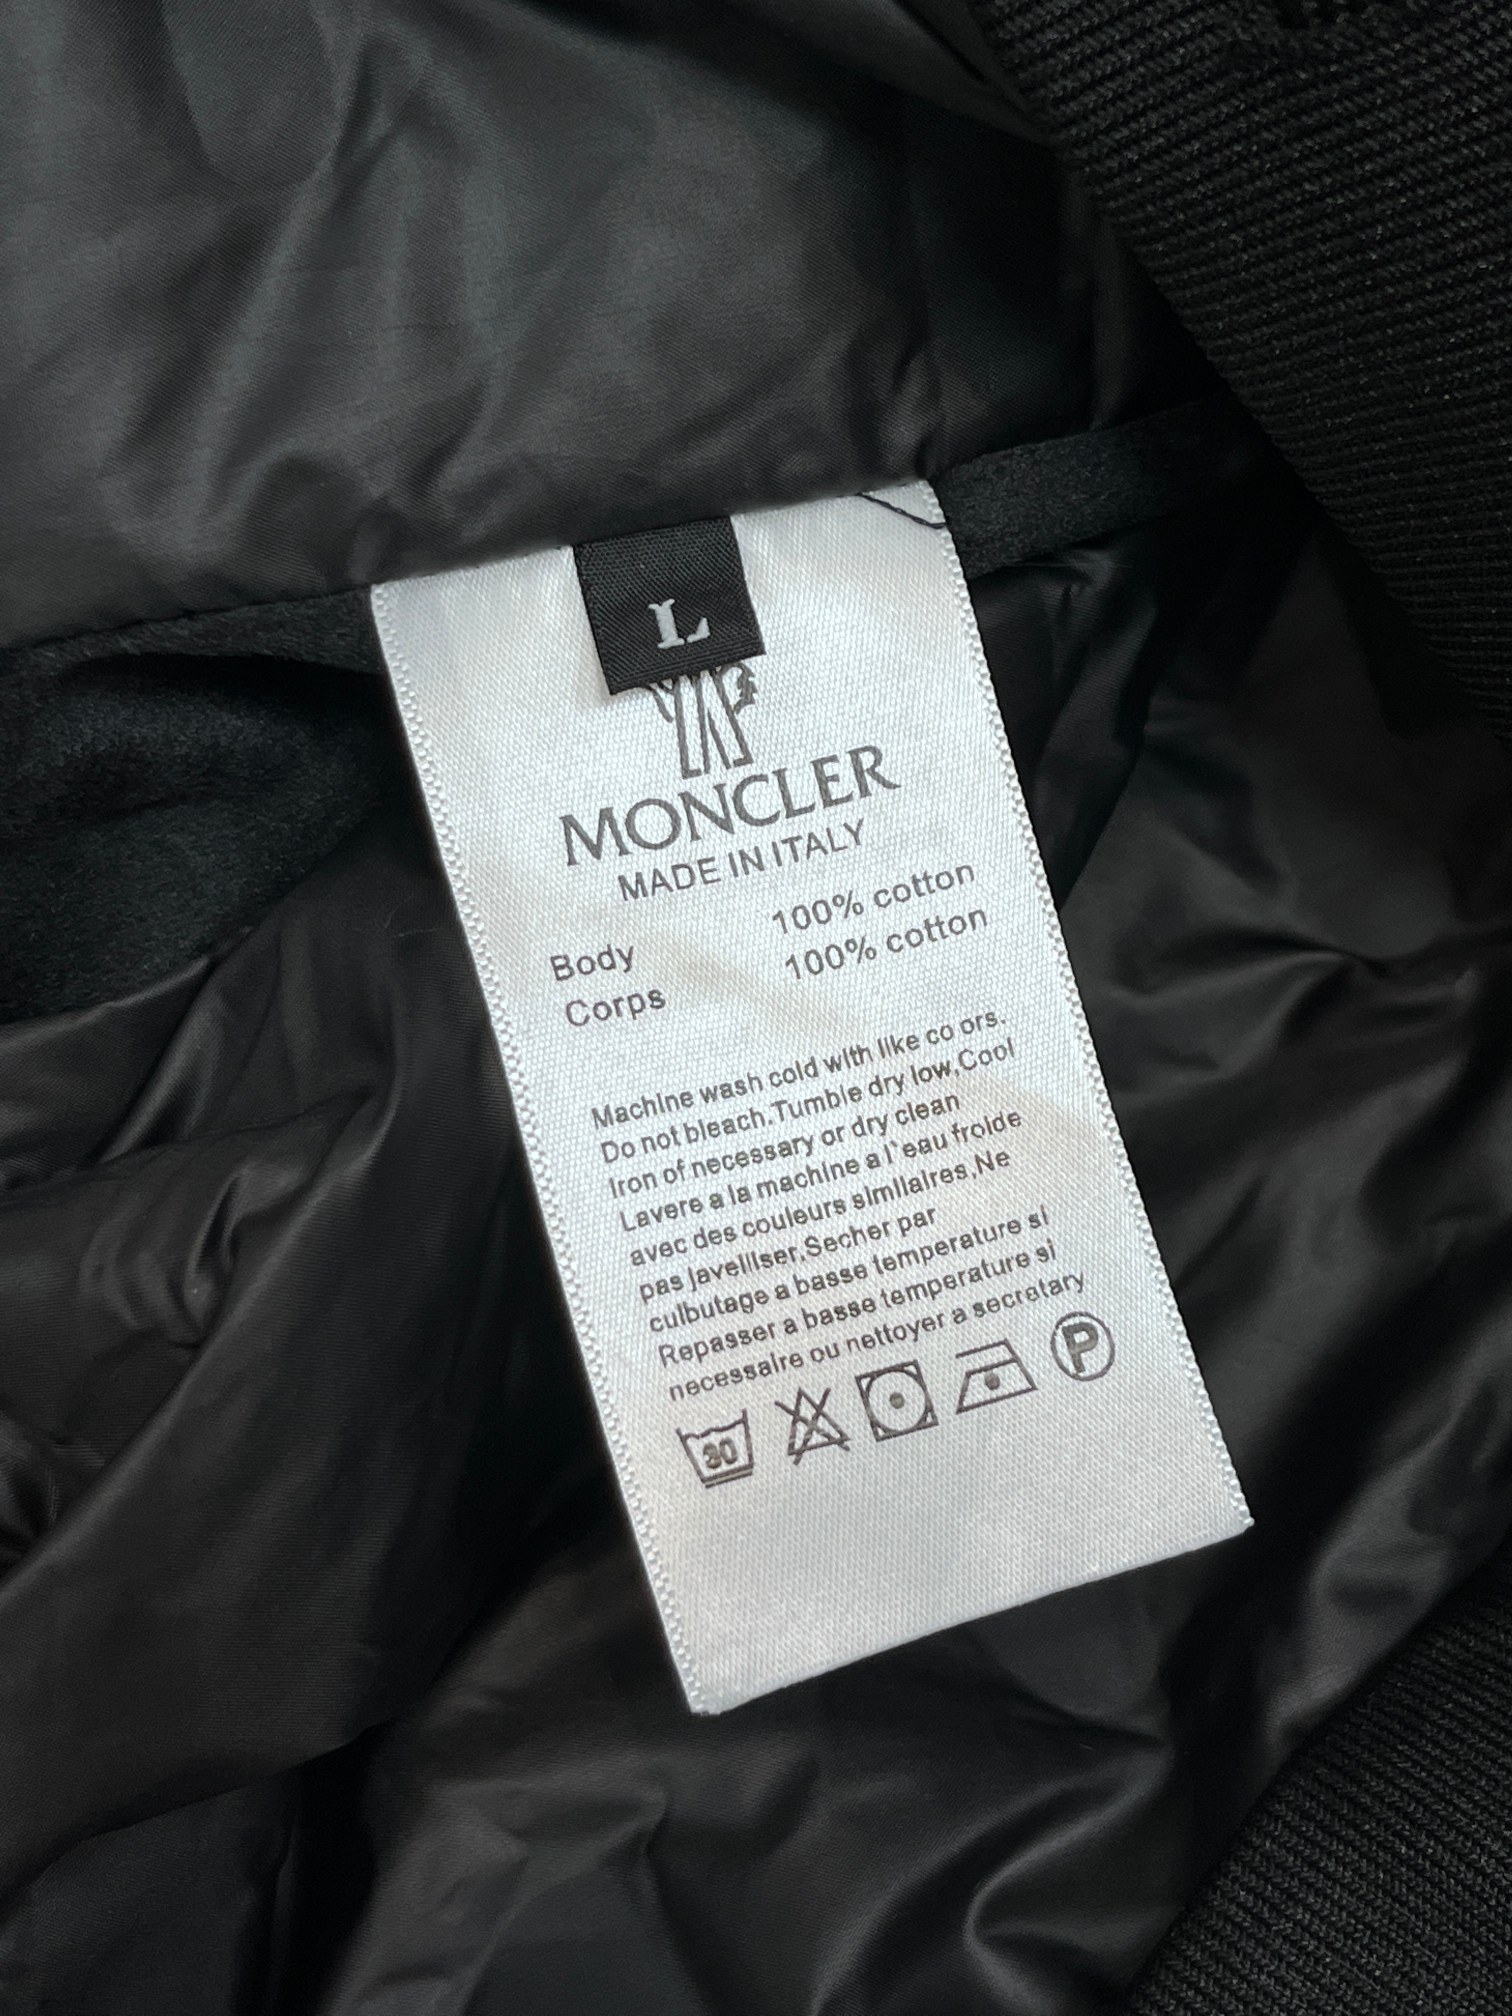 L
MONCLER
MADE IN ITALY
Body 100% cotton
Corps 100% cotton
Machine wash cold with like co ors.
Do not bleach.Tumble dry low,Cool
Iron of necessary or dry clean
Lavere a la machine a l`eau froide
avec des couleurs similaires,Ne
pas javelliser,Secher par
culbutage a basse temperature si
Repasser a basse temperature si
necessaire ou nettoyer a secretary
30
P